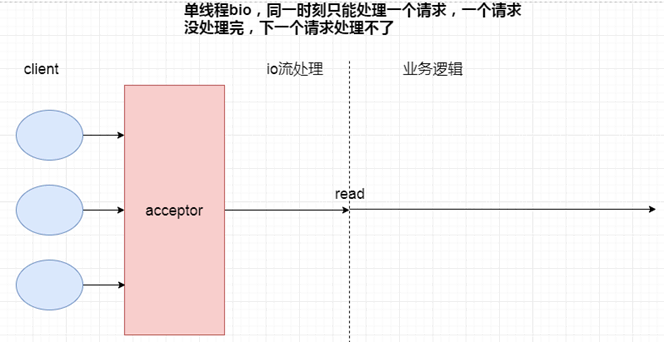 单线程bio，同一时刻只能处理一个请求，一个请求
没处理完，下一个请求处理不了
client
io流处理
业务逻辑
read
acceptor